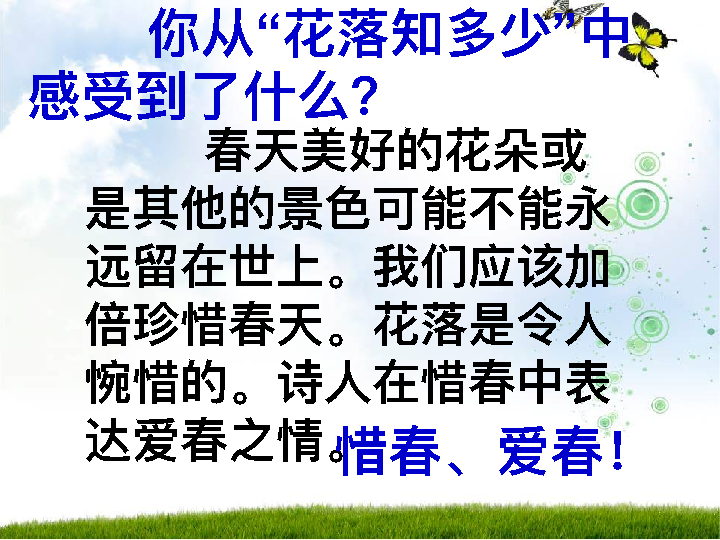 你从“花落知多少”中
感受到了什么？
春天美好的花朵或
是其他的景色可能不能永
远留在世上。我们应该加
倍珍惜春天。花落是令人
惋惜的。诗人在惜春中表
达爱春之情。
惜春、爱春！